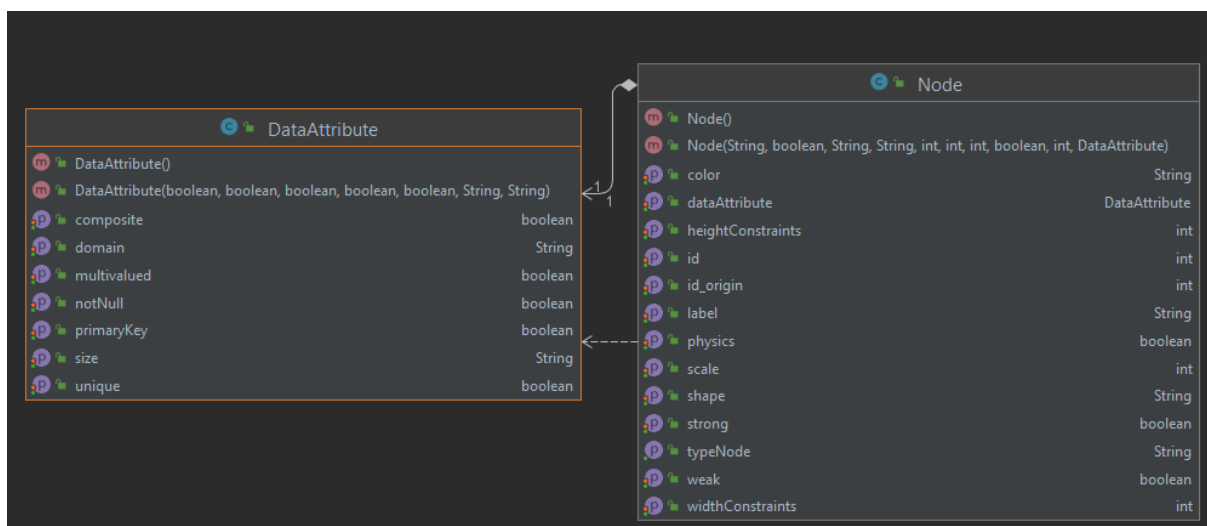 DataAttribute
DataAttribute()
DataAttribute(boolean, boolean, boolean, boolean, boolean, String, String)
composite boolean
domain String
multivalued boolean
notNull boolean
primaryKey boolean
size String
unique boolean
1
1
Node
Node()
Node(String, boolean, String, String, int, int, int, boolean, int, DataAttribute)
color String
dataAttribute DataAttribute
heightConstraints int
id int
id_origin int
label String
physics boolean
scale int
shape String
strong boolean
typeNode String
weak boolean
widthConstraints int